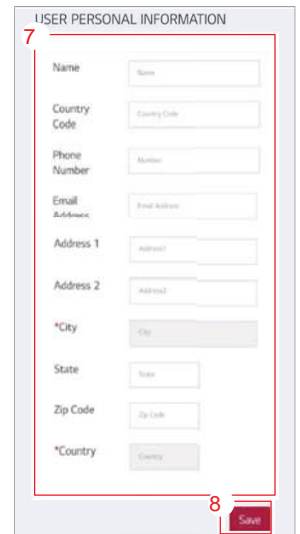 USER PERSONAL INFORMATION
7
Name
Name
Country
Code
Country Code
Phone
Number
Number
Email
Address
Email Address
Address 1
Address1
Address 2
Address2
*City
City
State
State
Zip Code
Zip Code
*Country
Country
8
Save